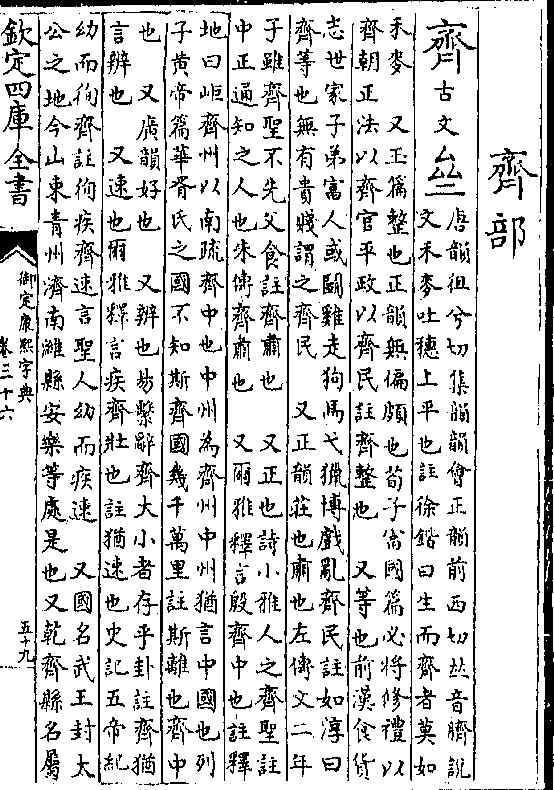 齊部
齊古文亝唐韻徂兮切集韻韻會正韻前西切𠀤音臍說
文禾麥吐穗上平也註徐鍇曰生而齊者莫如
禾麥　又玉篇整也正韻無偏頗也荀子富國篇必將修禮以
齊朝正法以齊官平政以齊民註齊整也　又等也前漢食貨
志世家子弟富人或鬭雞走狗馬弋獵博戲亂齊民註如淳曰
齊等也無有貴賤謂之齊民　又正韻莊也肅也左傳文二年
子雖齊聖不先父食註齊肅也　又正也詩小雅人之齊聖註
中正通知之人也朱傳齊肅也　又爾雅釋言殷齊中也註釋
地曰岠齊州以南疏齊中也中州為齊州中州猶言中國也列
子黃帝篇華胥氏之國不知斯齊國幾千萬里註斯離也齊中
也　又廣韻好也　又辨也易繫辭齊大小者存乎卦註齊猶
言辨也　又速也爾雅釋言疾齊壯也註猶速也史記五帝紀
幼而徇齊註徇疾齊速言聖人幼而疾速　又國名武王封太
公之地今山東青州濟南濰縣安樂等處是也又乾齊縣名屬
欽定四庫全書
御定康熙字典
卷三十六
五十九